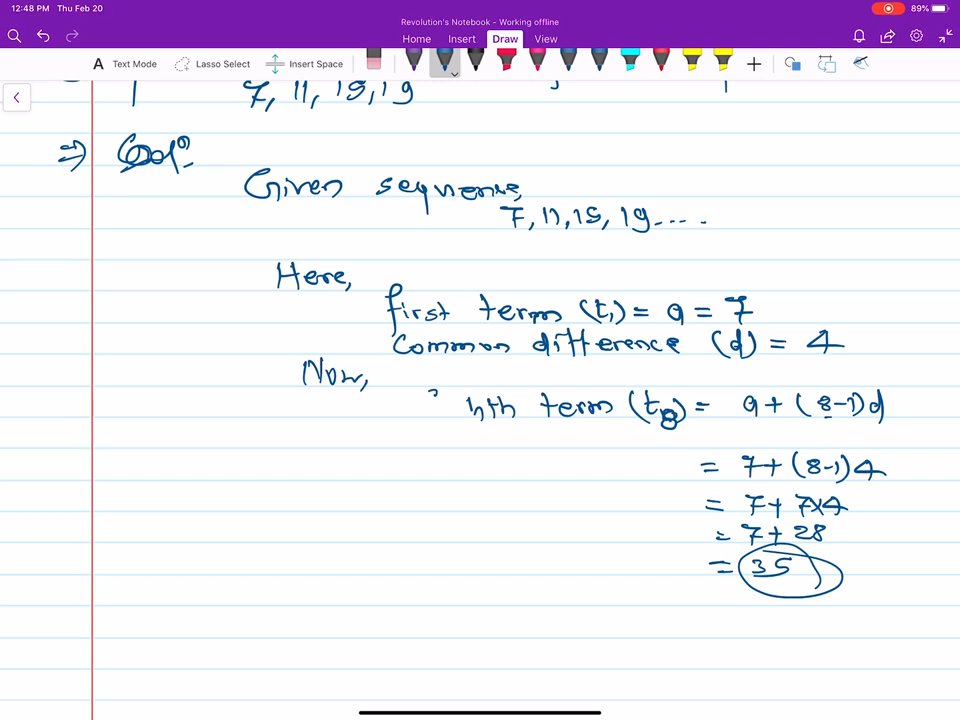 12:48 PM Thu Feb 20
89%
Revolution's Notebook - Working offline
Home Insert Draw View
Text Mode Lasso Select Insert Space
7, 11, 15, 19
⇒ Solⁿ:
Given sequence,
7, 11, 15, 19.....
Here,
first term (t₁) = a = 7
Common difference (d) = 4
Now,
nth term (t₈) = a + (8-1)d
= 7 + (8-1)4
= 7 + 7×4
= 7 + 28
= 35